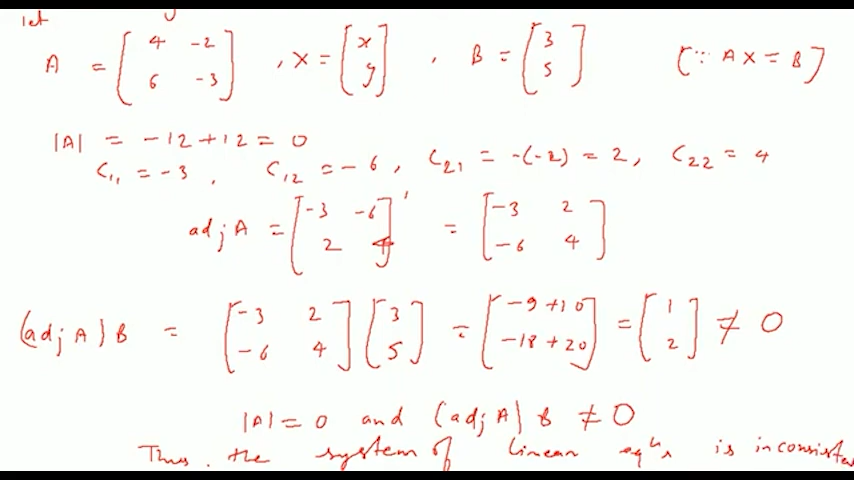 let
A = [4 -2 6 -3] , X = [x y] , B = [3 5] [∵ AX = B]
|A| = -12 + 12 = 0
C₁₁ = -3 , C₁₂ = -6 , C₂₁ = -(-2) = 2, C₂₂ = 4
adj A = [-3 -6 2 4]' = [-3 2 -6 4]
(adj A) B = [-3 2 -6 4] [3 5] = [-9 + 10 -18 + 20] = [1 2] ≠ 0
|A| = 0 and (adj A) B ≠ 0
Thus, the system of linear eqⁿs is inconsisten